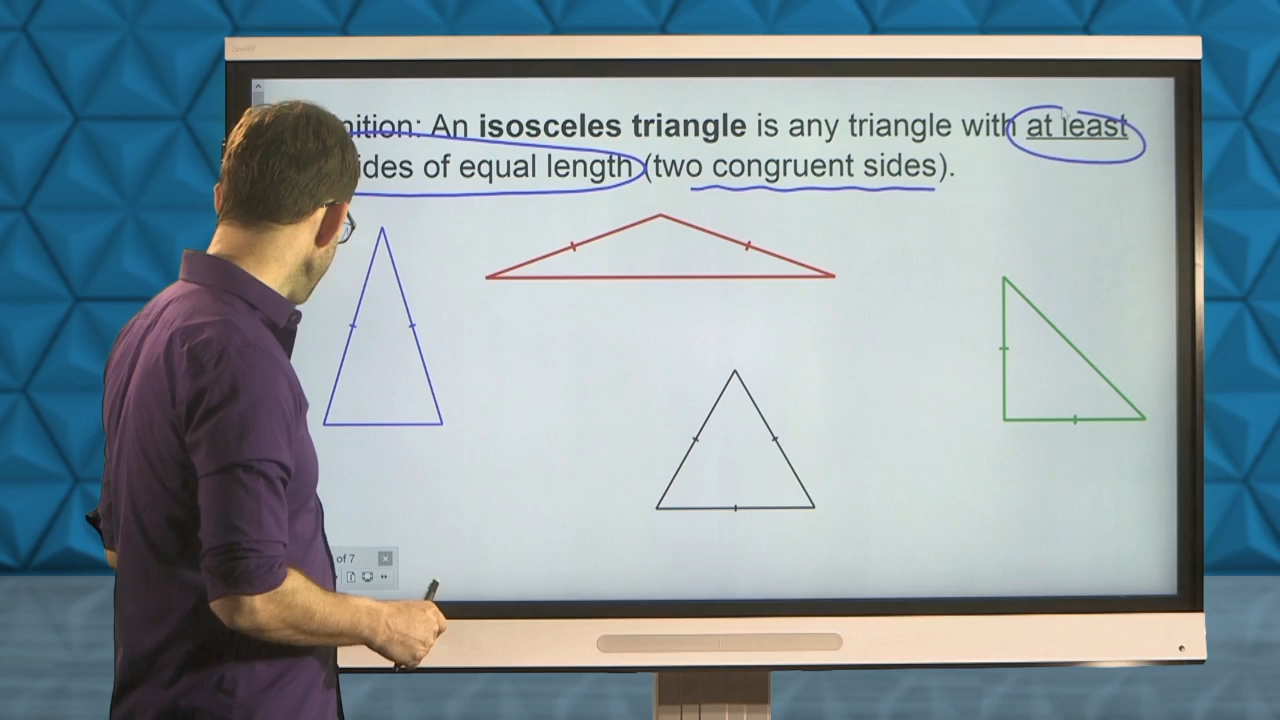 nition: An isosceles triangle is any triangle with at least
ides of equal length (two congruent sides).
of 7